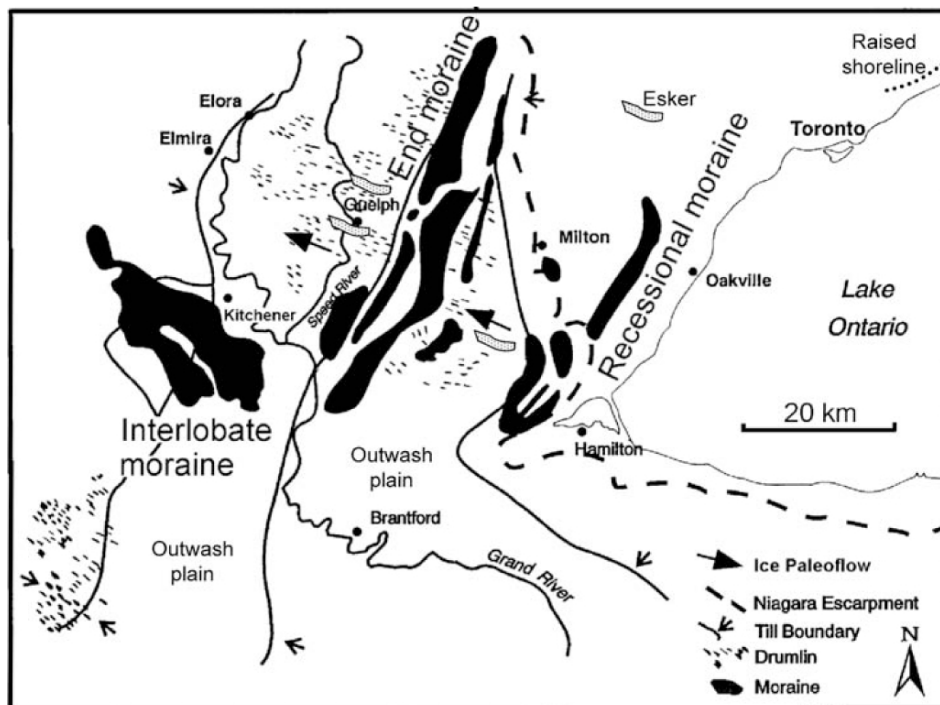 Raised
shoreline
Elora
Elmira
End moraine
Esker
Toronto
Guelph
Milton
Recessional moraine
Oakville
Speed River
Kitchener
Lake
Ontario
20 km
Interlobate
moraine
Hamilton
Outwash
plain
Brantford
Outwash
plain
Grand River
Ice Paleoflow
Niagara Escarpment
Till Boundary
Drumlin
Moraine
N